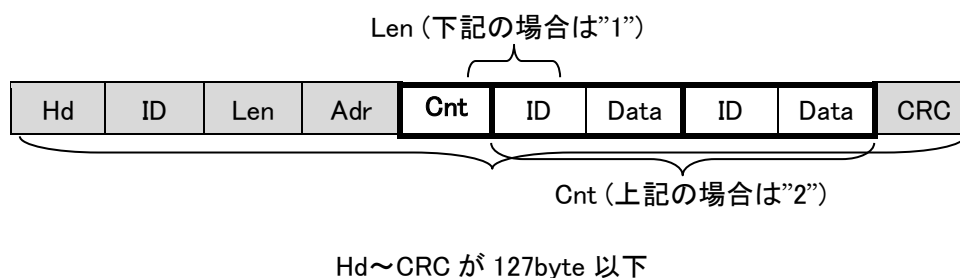 Len (下記の場合は”1”)
Hd ID Len Adr Cnt ID Data ID Data CRC
Cnt (上記の場合は”2”)
Hd～CRC が 127byte 以下